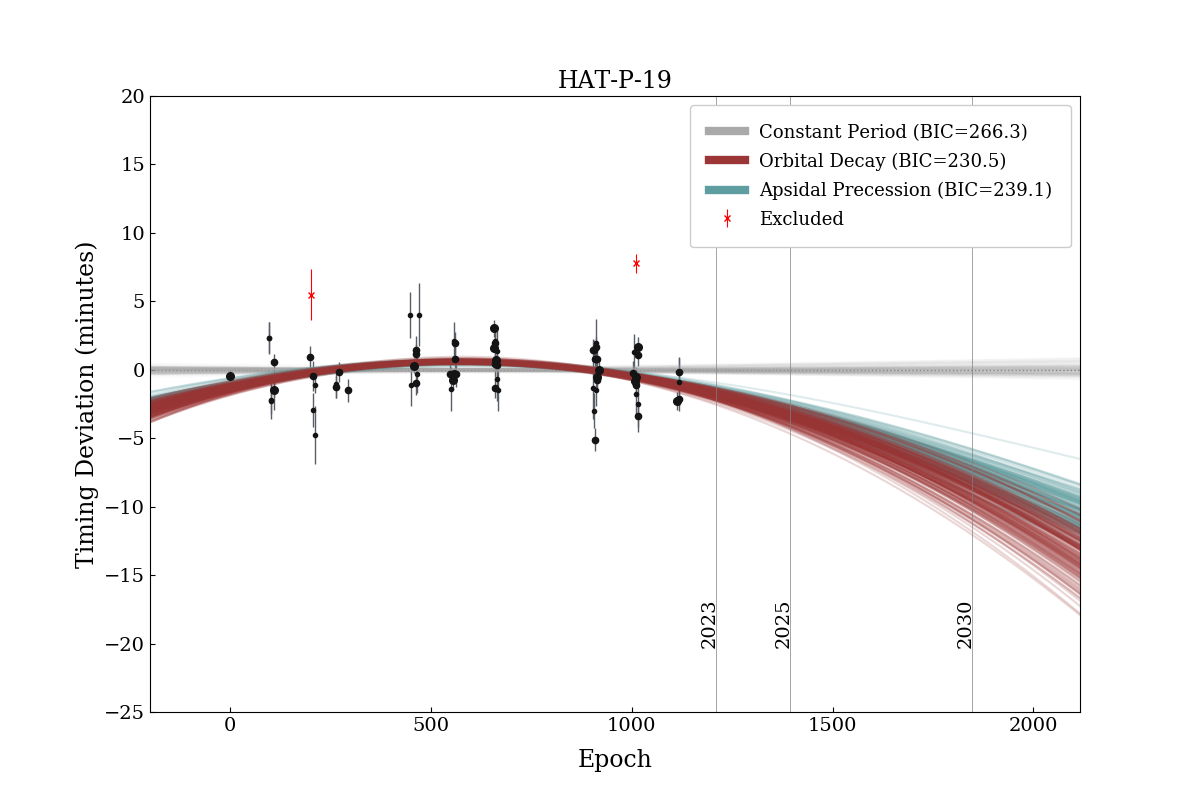 HAT-P-19
Constant Period (BIC=266.3)
Orbital Decay (BIC=230.5)
Apsidal Precession (BIC=239.1)
Excluded
Timing Deviation (minutes)
20
15
10
5
0
−5
−10
−15
−20
−25
2023
2025
2030
0
500
1000
1500
2000
Epoch